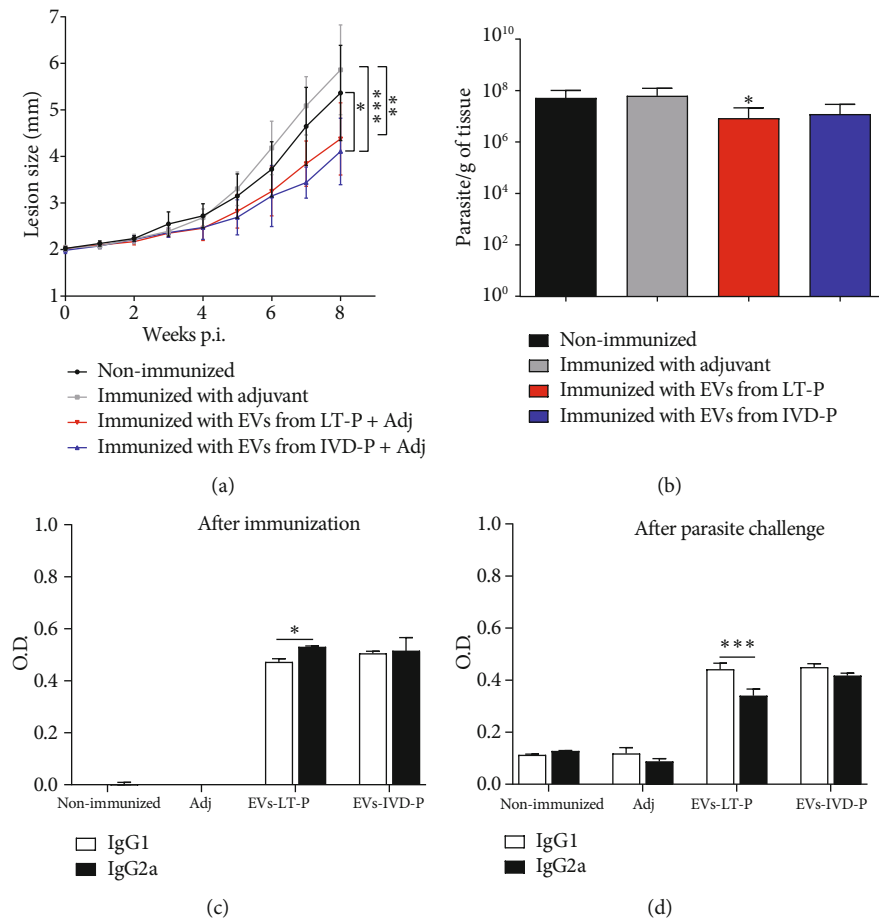 7
6
5
4
3
2
1
Lesion size (mm)
0
2
4
6
8
Weeks p.i.
*
***
**
Non-immunized
Immunized with adjuvant
Immunized with EVs from LT-P + Adj
Immunized with EVs from IVD-P + Adj
(a)
10^10
10^8
10^6
10^4
10^2
10^0
Parasite/g of tissue
*
Non-immunized
Immunized with adjuvant
Immunized with EVs from LT-P
Immunized with EVs from IVD-P
(b)
After immunization
1.0
0.8
0.6
0.4
0.2
0.0
O.D.
*
Non-immunized
Adj
EVs-LT-P
EVs-IVD-P
IgG1
IgG2a
(c)
After parasite challenge
1.0
0.8
0.6
0.4
0.2
0.0
O.D.
***
Non-immunized
Adj
EVs-LT-P
EVs-IVD-P
IgG1
IgG2a
(d)